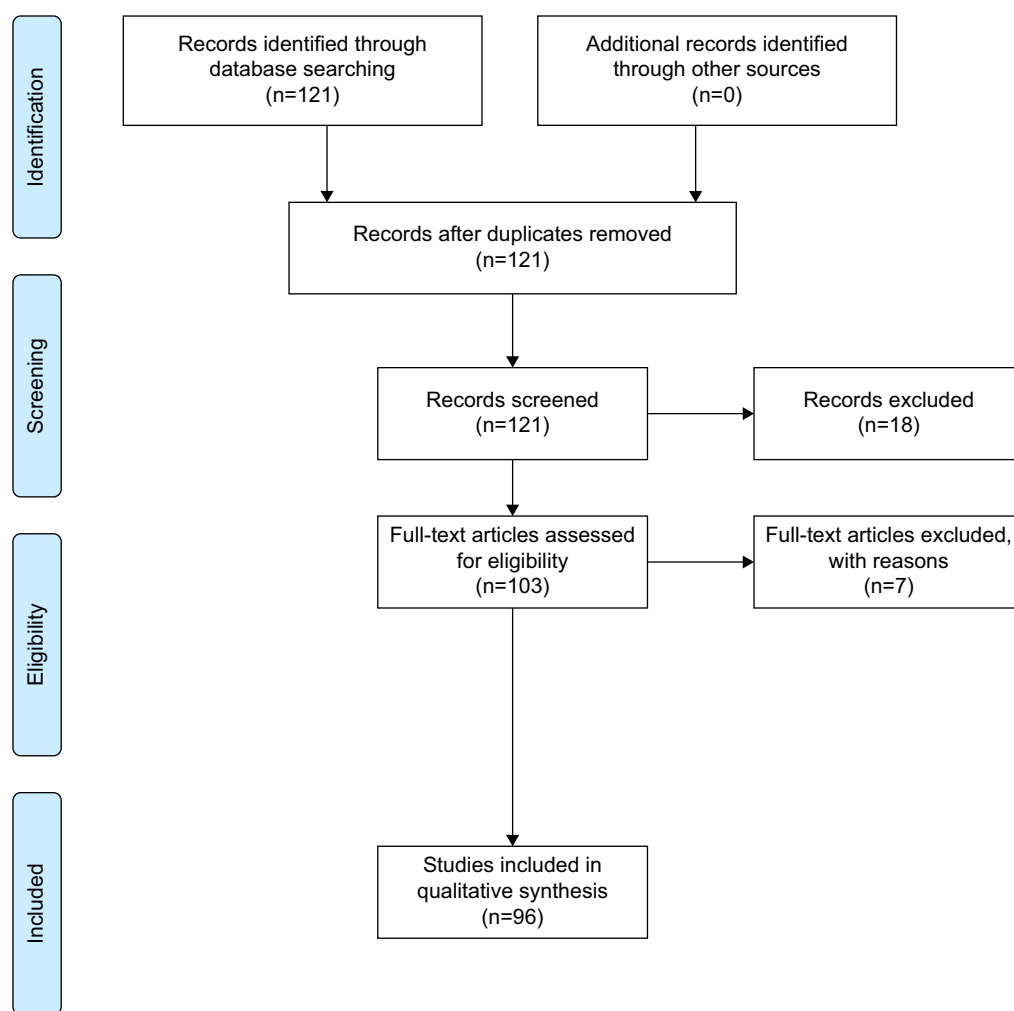 Identification
Records identified through
database searching
(n=121)
Additional records identified
through other sources
(n=0)
Records after duplicates removed
(n=121)
Screening
Records screened
(n=121)
Records excluded
(n=18)
Eligibility
Full-text articles assessed
for eligibility
(n=103)
Full-text articles excluded,
with reasons
(n=7)
Included
Studies included in
qualitative synthesis
(n=96)